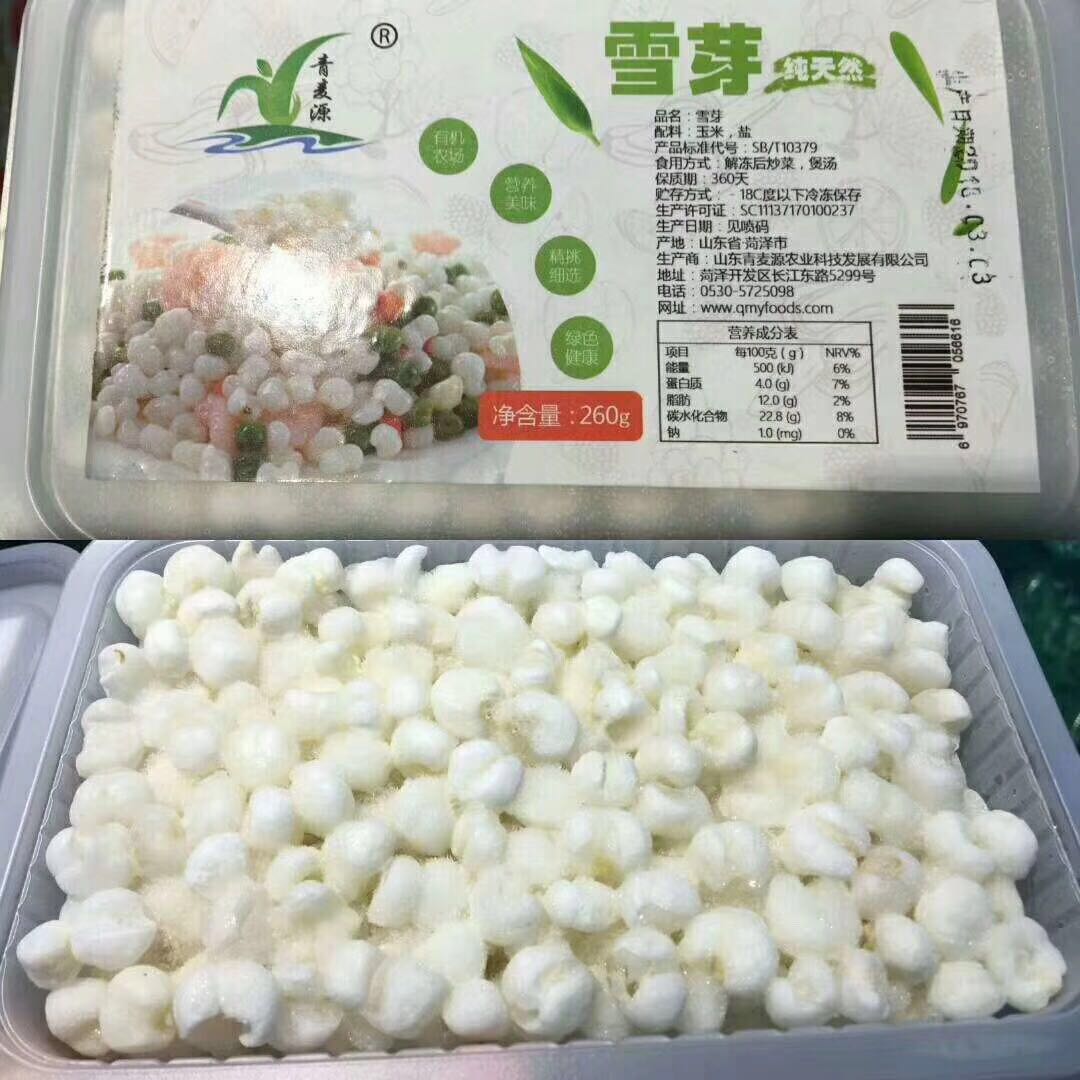 青麦源
®
雪芽
纯天然
有机
农场
营养
美味
精挑
细选
绿色
健康
净含量：260g
品名：雪芽
配料：玉米，盐
产品标准代号：SB/T10379
食用方式：解冻后炒菜，煲汤
保质期：360天
贮存方式：－18C度以下冷冻保存
生产许可证：SC11137170100237
生产日期：见喷码
产地：山东省·菏泽市
生产商：山东青麦源农业科技发展有限公司
地址：菏泽开发区长江东路5299号
电话：0530-5725098
网址：www.qmyfoods.com
营养成分表
项目 每100克(g) NRV%
能量 500(kJ) 6%
蛋白质 4.0(g) 7%
脂肪 12.0(g) 2%
碳水化合物 22.8(g) 8%
钠 1.0(mg) 0%
6 970767 056616